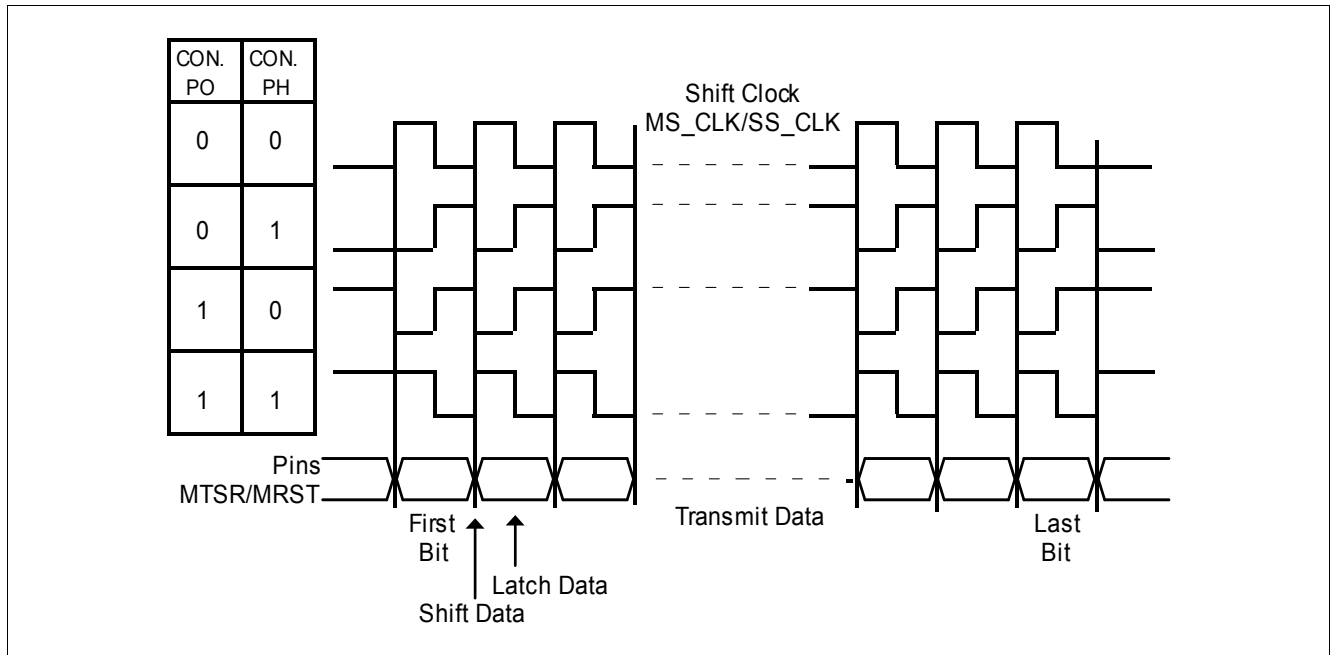 CON. CON.
PO PH
0 0
0 1
1 0
1 1
Shift Clock
MS_CLK/SS_CLK
Pins
MTSR/MRST
First
Bit
Transmit Data
Last
Bit
Latch Data
Shift Data